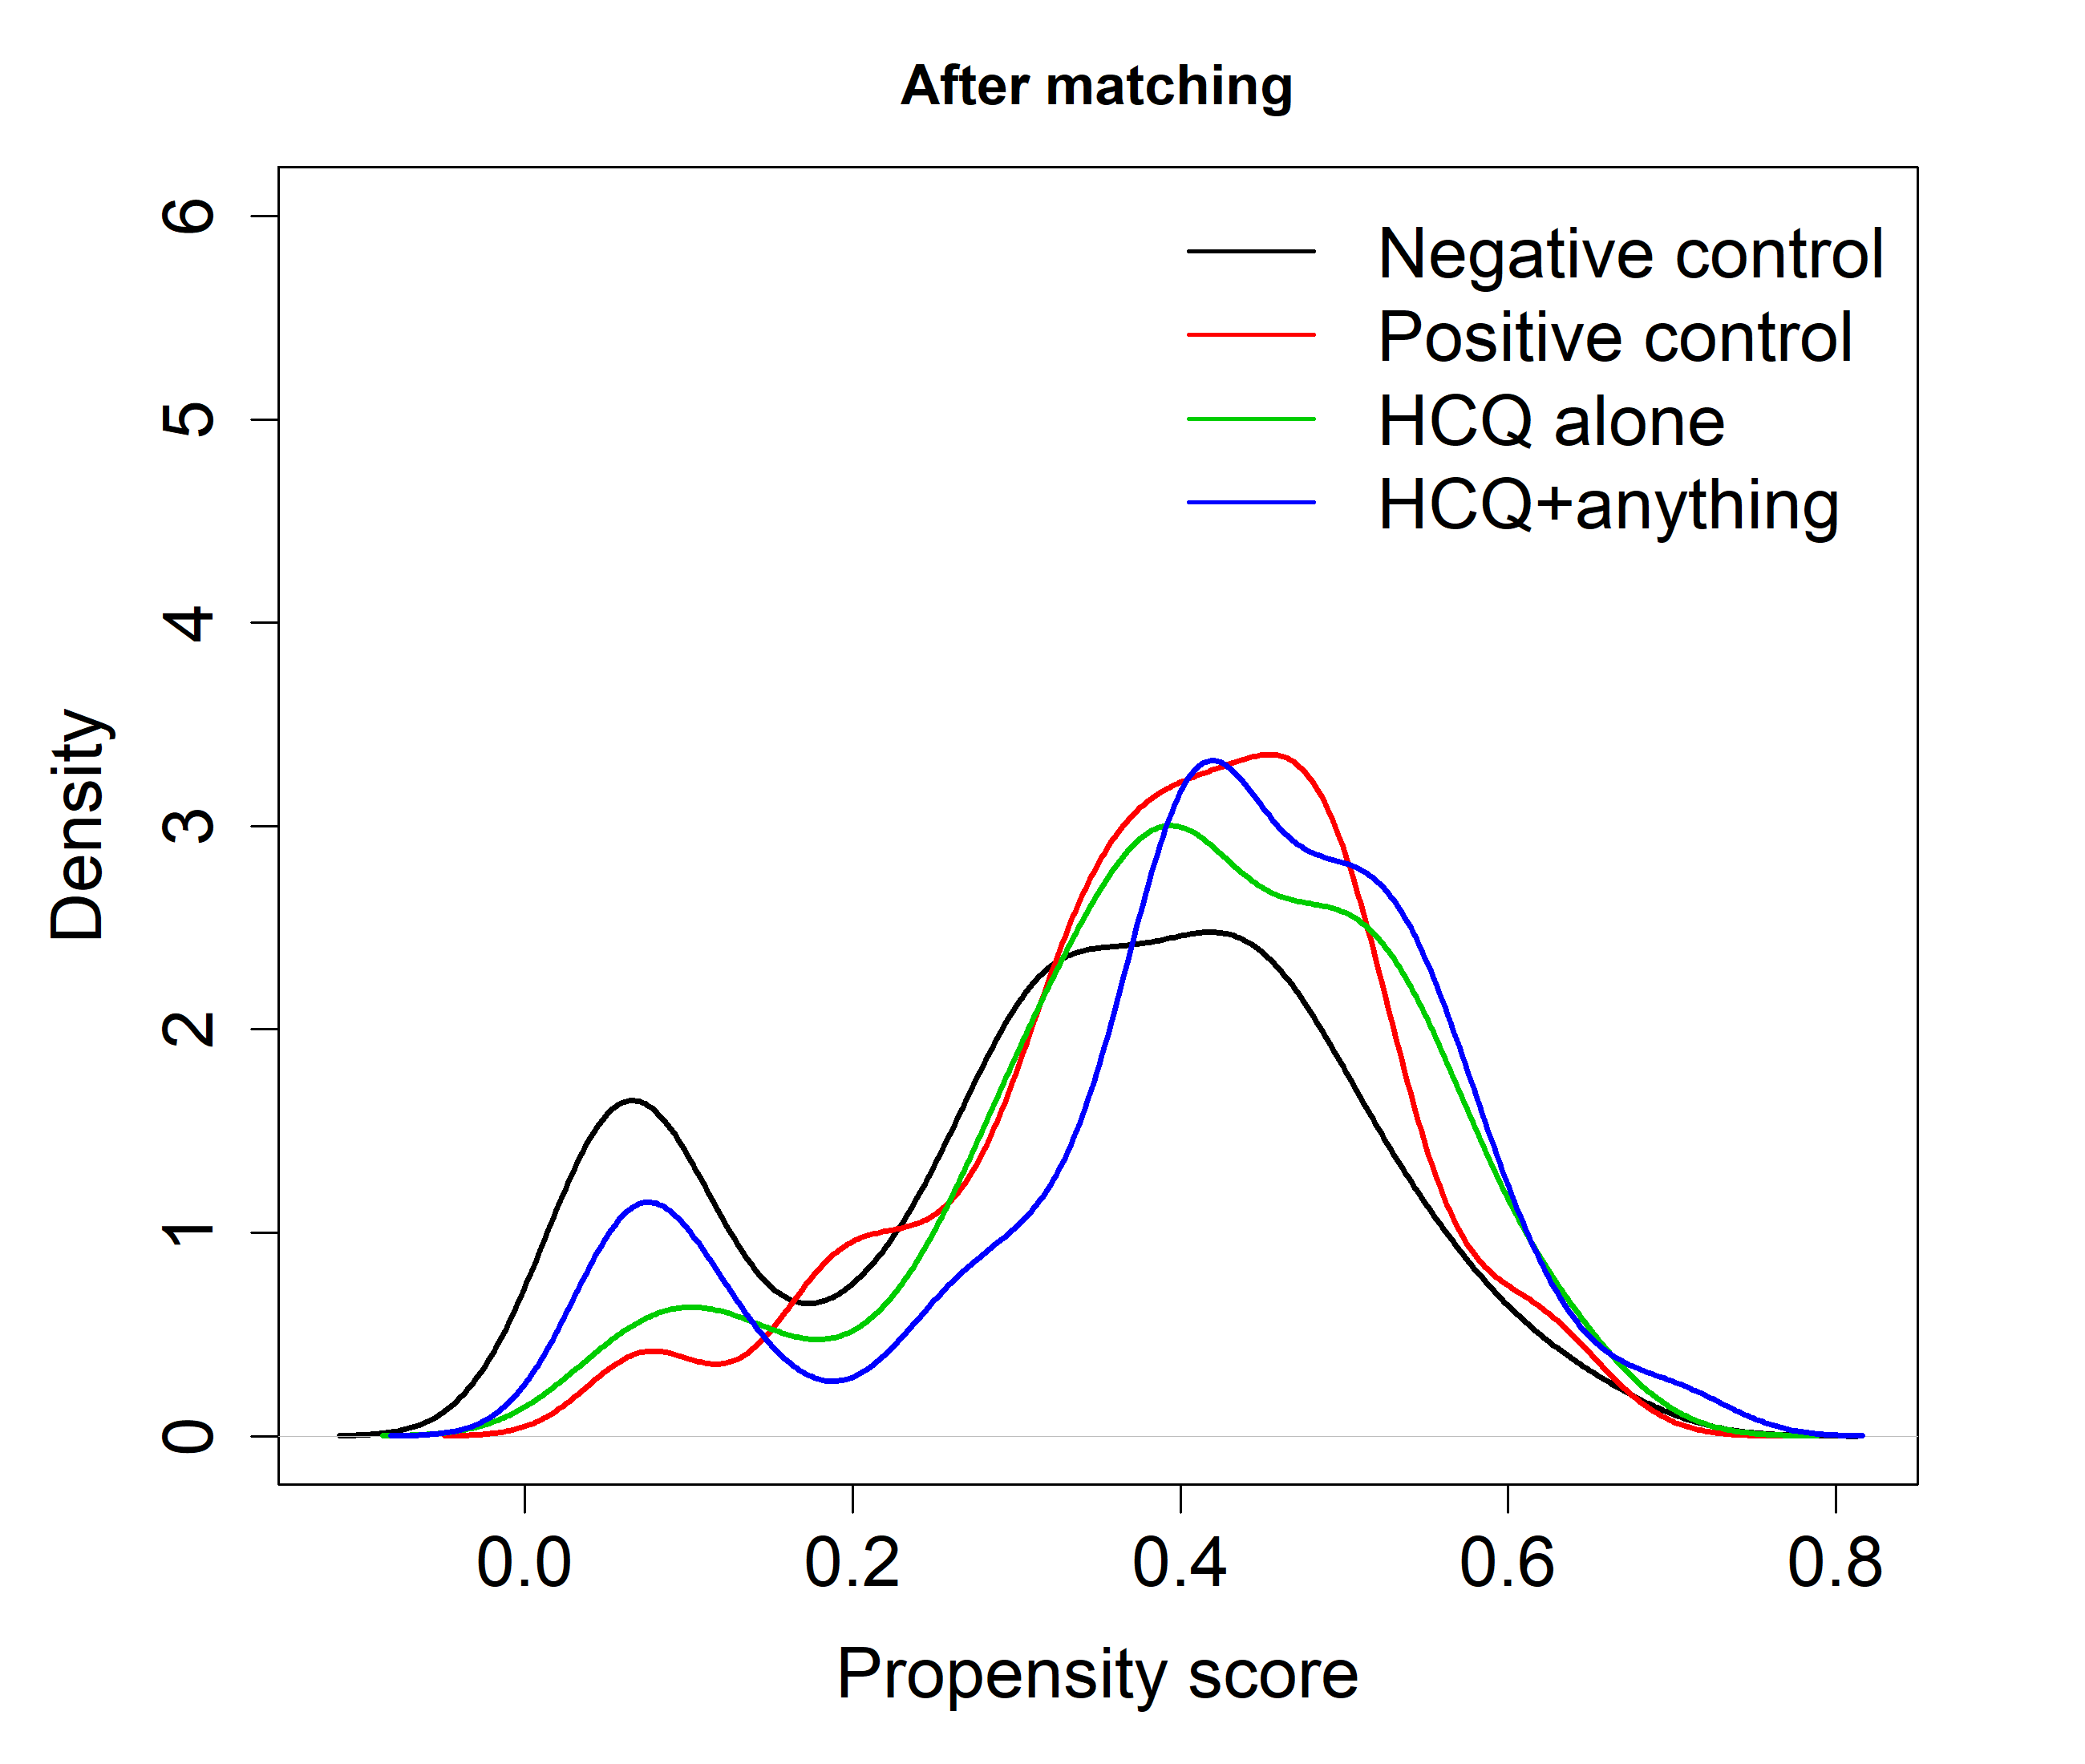 After matching
Negative control
Positive control
HCQ alone
HCQ+anything
6
5
4
3
2
1
0
Density
0.0 0.2 0.4 0.6 0.8
Propensity score